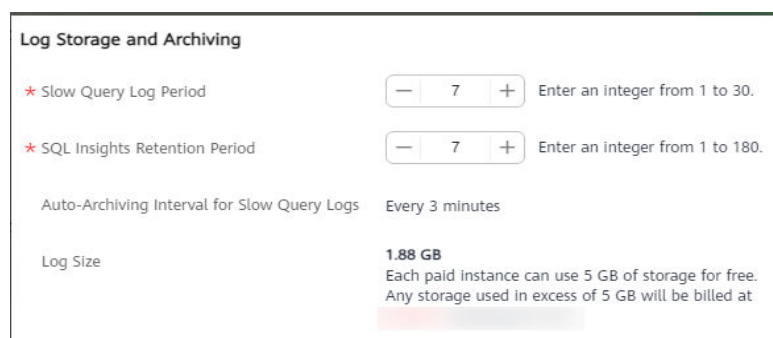 Log Storage and Archiving
* Slow Query Log Period — 7 + Enter an integer from 1 to 30.
* SQL Insights Retention Period — 7 + Enter an integer from 1 to 180.
Auto-Archiving Interval for Slow Query Logs Every 3 minutes
Log Size 1.88 GB
Each paid instance can use 5 GB of storage for free.
Any storage used in excess of 5 GB will be billed at